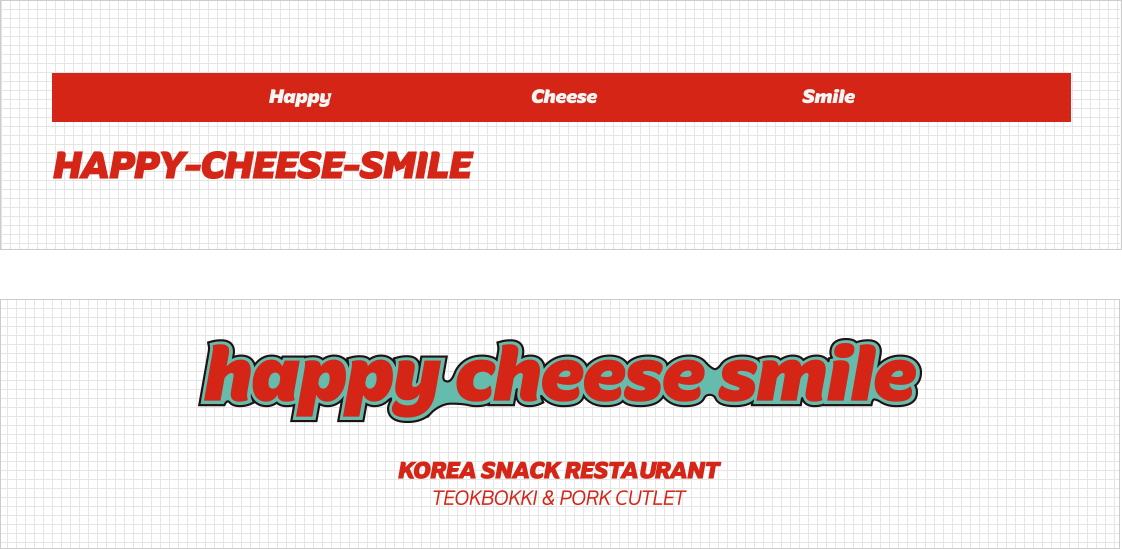 Happy Cheese Smile
HAPPY-CHEESE-SMILE
happy cheese smile
KOREA SNACK RESTAURANT
TEOKBOKKI & PORK CUTLET